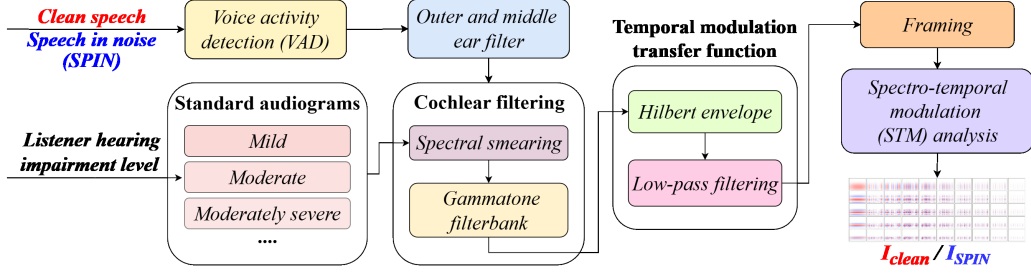 Clean speech
Speech in noise
(SPIN)
Voice activity
detection (VAD)
Outer and middle
ear filter
Temporal modulation
transfer function
Framing
Spectro-temporal
modulation
(STM) analysis
Listener hearing
impairment level
Standard audiograms
Mild
Moderate
Moderately severe
....
Cochlear filtering
Spectral smearing
Gammatone
filterbank
Hilbert envelope
Low-pass filtering
I_clean / I_SPIN